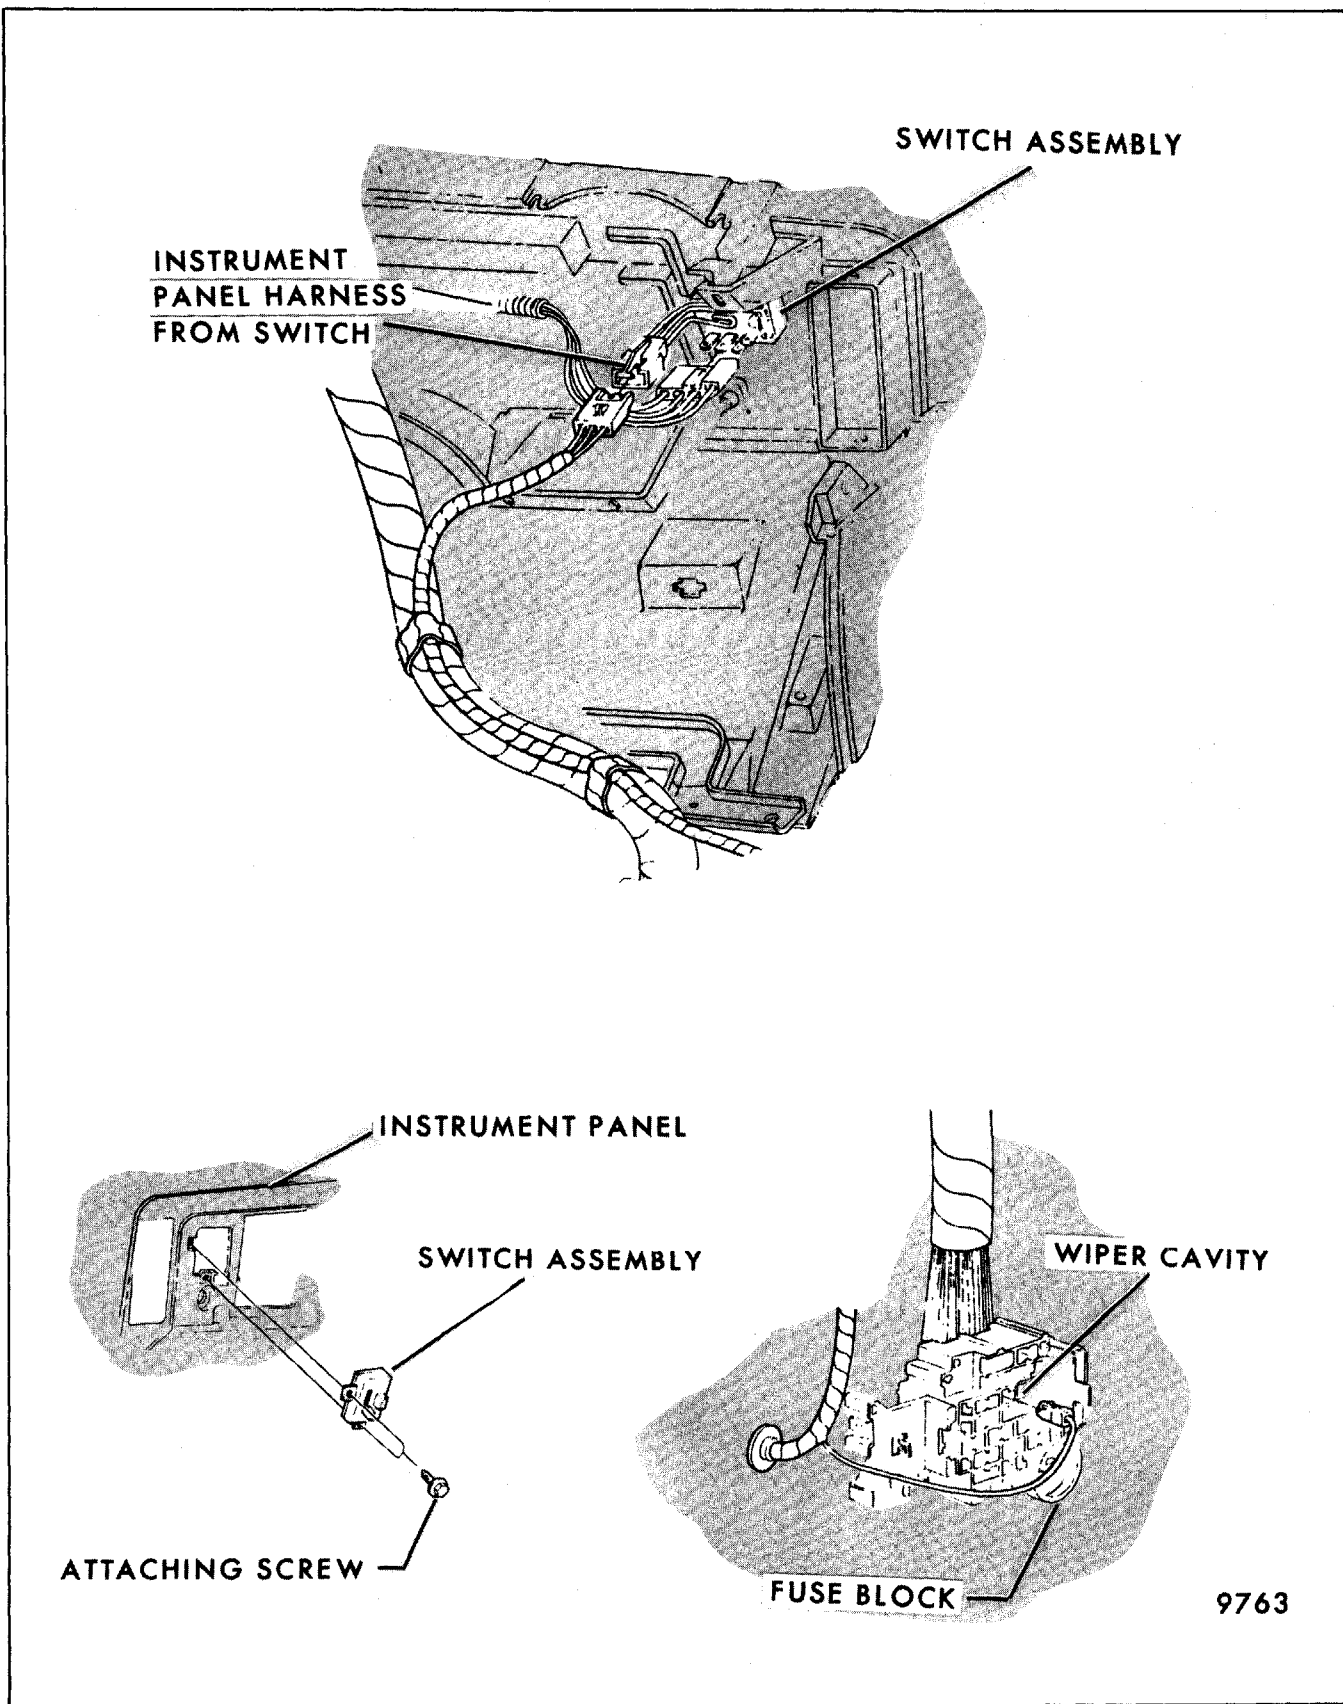 SWITCH ASSEMBLY
INSTRUMENT
PANEL HARNESS
FROM SWITCH
INSTRUMENT PANEL
SWITCH ASSEMBLY
WIPER CAVITY
ATTACHING SCREW
FUSE BLOCK
9763